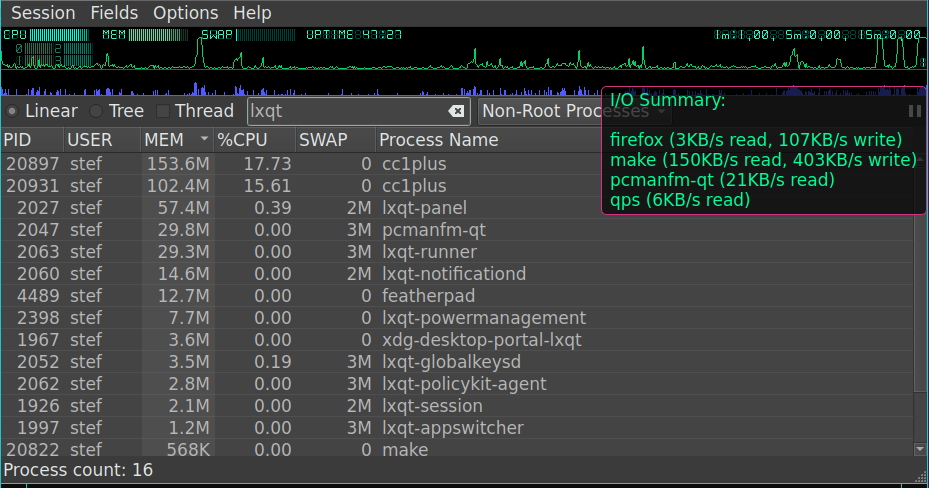 Session Fields Options Help
CPU MEM SWAP UPTIME 47:27
0 2
1 3
Linear Tree Thread lxqt Non-Root Processes
I/O Summary:
firefox (3KB/s read, 107KB/s write)
make (150KB/s read, 403KB/s write)
pcmanfm-qt (21KB/s read)
qps (6KB/s read)
PID USER MEM %CPU SWAP Process Name
20897 stef 153.6M 17.73 0 cc1plus
20931 stef 102.4M 15.61 0 cc1plus
2027 stef 57.4M 0.39 2M lxqt-panel
2047 stef 29.8M 0.00 3M pcmanfm-qt
2063 stef 29.3M 0.00 3M lxqt-runner
2060 stef 14.6M 0.00 2M lxqt-notificationd
4489 stef 12.7M 0.00 0 featherpad
2398 stef 7.7M 0.00 0 lxqt-powermanagement
1967 stef 3.6M 0.00 0 xdg-desktop-portal-lxqt
2052 stef 3.5M 0.19 3M lxqt-globalkeysd
2062 stef 2.8M 0.00 3M lxqt-policykit-agent
1926 stef 2.1M 0.00 2M lxqt-session
1997 stef 1.2M 0.00 3M lxqt-appswitcher
20822 stef 568K 0.00 0 make
Process count: 16